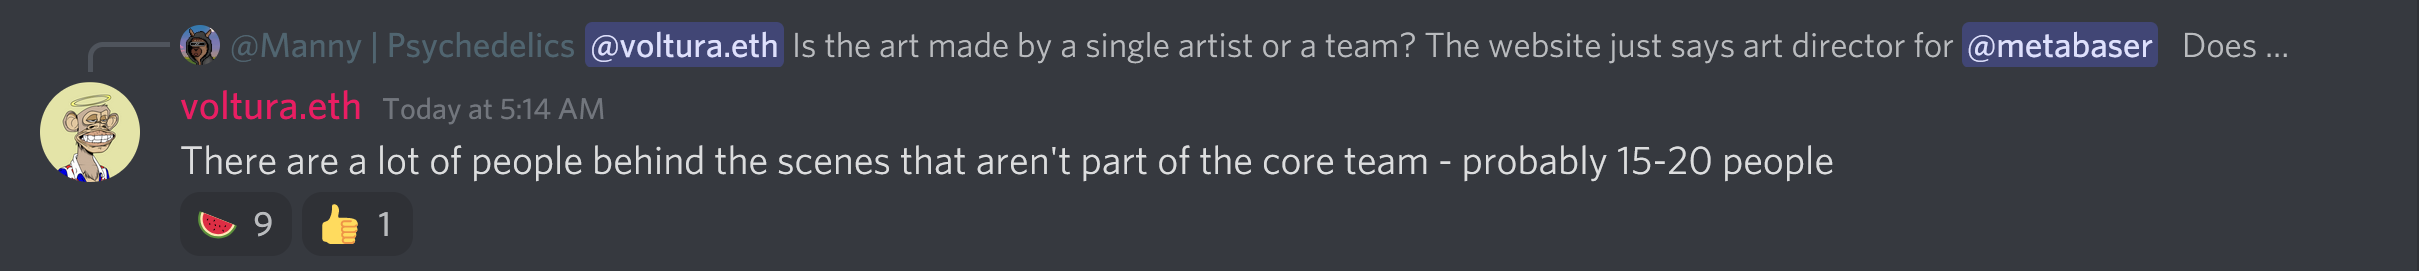 @Manny | Psychedelics @voltura.eth Is the art made by a single artist or a team? The website just says art director for @metabaser Does ...
voltura.eth Today at 5:14 AM
There are a lot of people behind the scenes that aren't part of the core team - probably 15-20 people
9 1